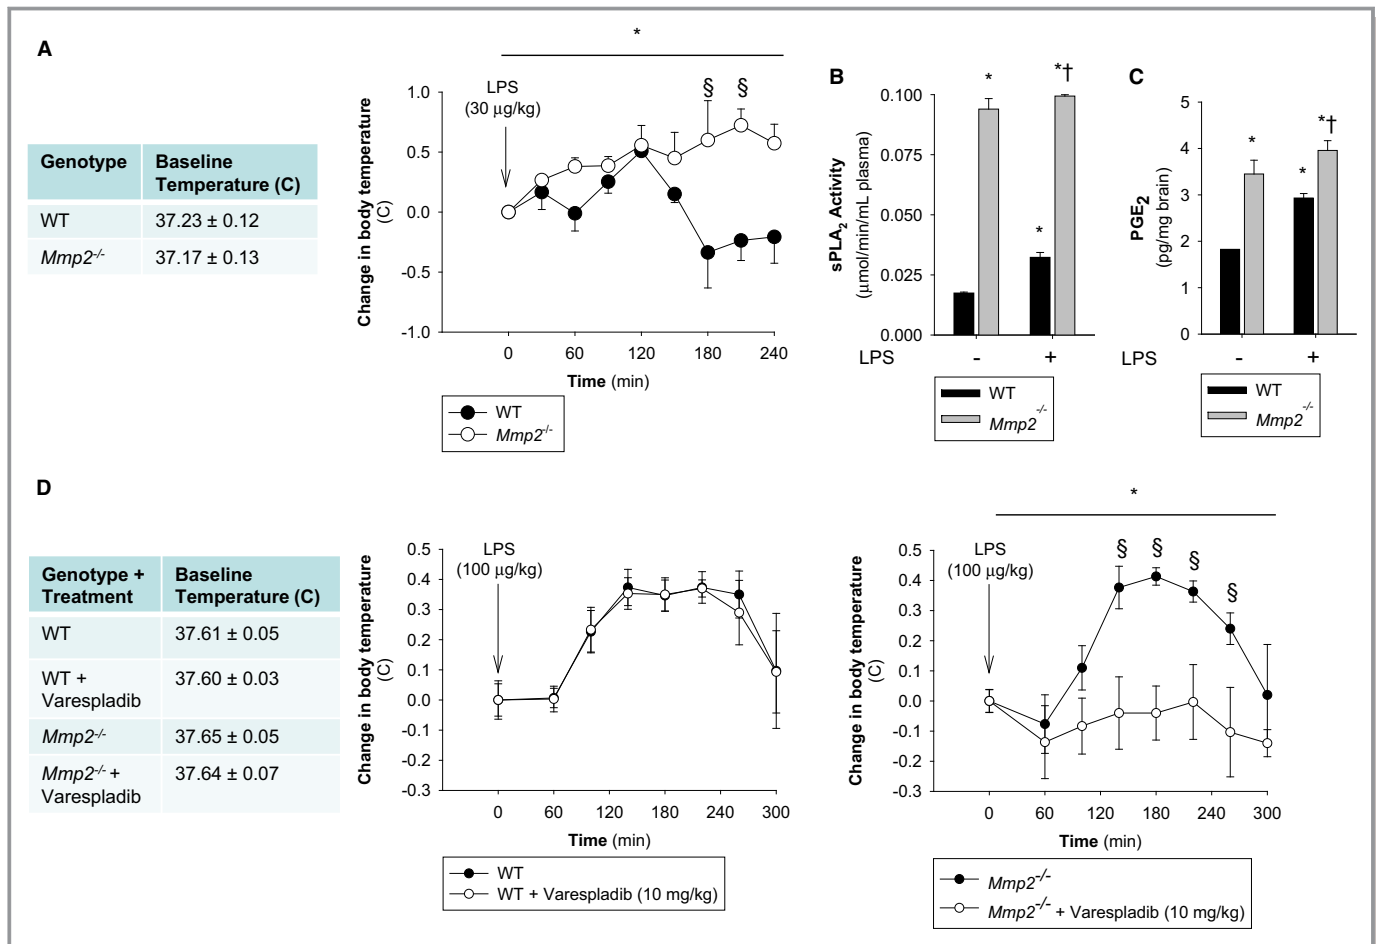 A
*
Genotype
Baseline
Temperature (C)
WT
37.23 ± 0.12
Mmp2-/-
37.17 ± 0.13
Change in body temperature
(C)
LPS
(30 µg/kg)
§ §
1.0
0.5
0.0
-0.5
-1.0
0 60 120 180 240
Time (min)
WT
Mmp2-/-
B
sPLA2 Activity
(µmol/min/mL plasma)
0.100
0.075
0.050
0.025
0.000
* * *†
LPS - +
WT
Mmp2-/-
C
PGE2
(pg/mg brain)
5
4
3
2
1
0
* * *†
LPS - +
WT
Mmp2-/-
D
Genotype +
Treatment
Baseline
Temperature (C)
WT
37.61 ± 0.05
WT +
Varespladib
37.60 ± 0.03
Mmp2-/-
37.65 ± 0.05
Mmp2-/- +
Varespladib
37.64 ± 0.07
Change in body temperature
(C)
LPS
(100 µg/kg)
0.5
0.4
0.3
0.2
0.1
0.0
-0.1
-0.2
-0.3
0 60 120 180 240 300
Time (min)
WT
WT + Varespladib (10 mg/kg)
*
Change in body temperature
(C)
LPS
(100 µg/kg)
§ § § §
0.5
0.4
0.3
0.2
0.1
0.0
-0.1
-0.2
-0.3
0 60 120 180 240 300
Time (min)
Mmp2-/-
Mmp2-/- + Varespladib (10 mg/kg)